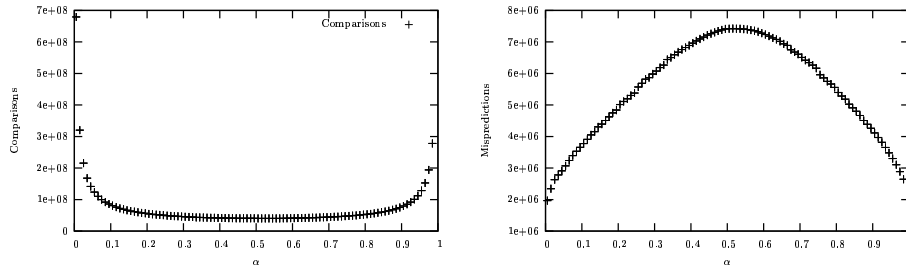 7e+08
6e+08
5e+08
4e+08
3e+08
2e+08
1e+08
0
Comparisons
Comparisons
0 0.1 0.2 0.3 0.4 0.5 0.6 0.7 0.8 0.9 1
α
8e+06
7e+06
6e+06
5e+06
4e+06
3e+06
2e+06
1e+06
Mispredictions
0 0.1 0.2 0.3 0.4 0.5 0.6 0.7 0.8 0.9
α